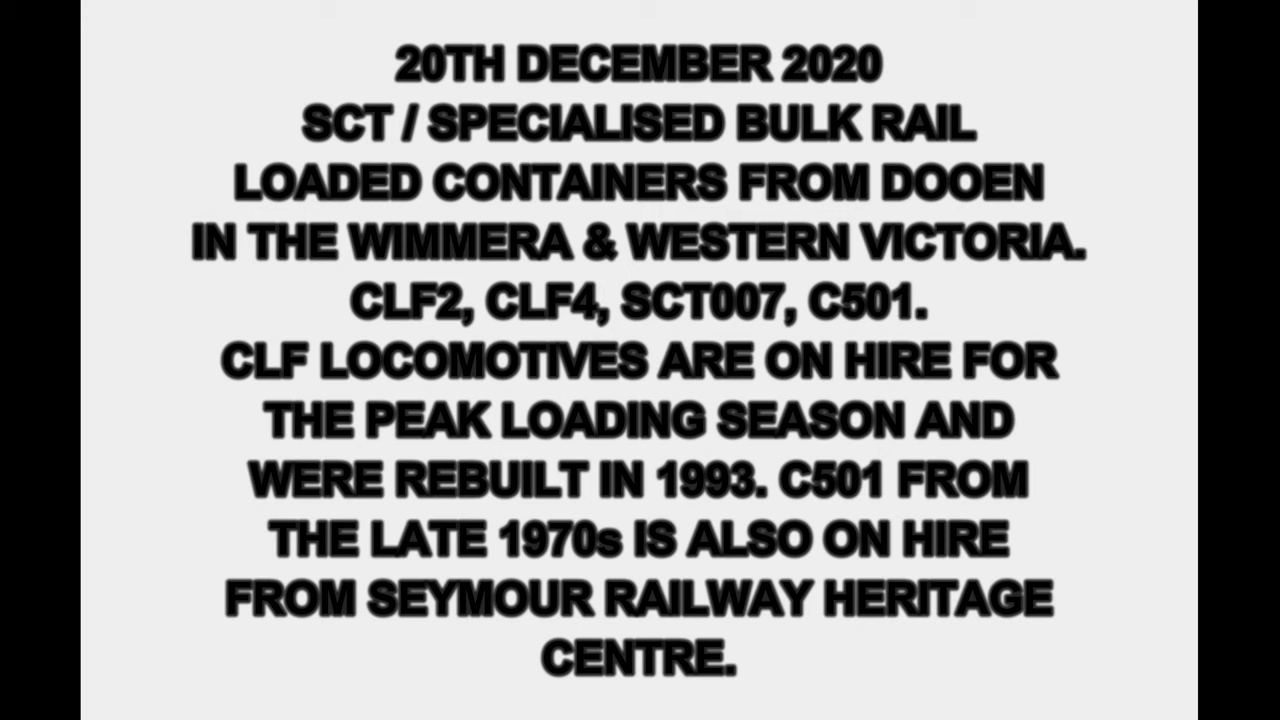 20TH DECEMBER 2020
SCT / SPECIALISED BULK RAIL
LOADED CONTAINERS FROM DOOEN
IN THE WIMMERA & WESTERN VICTORIA.
CLF2, CLF4, SCT007, C501.
CLF LOCOMOTIVES ARE ON HIRE FOR
THE PEAK LOADING SEASON AND
WERE REBUILT IN 1993. C501 FROM
THE LATE 1970s IS ALSO ON HIRE
FROM SEYMOUR RAILWAY HERITAGE
CENTRE.